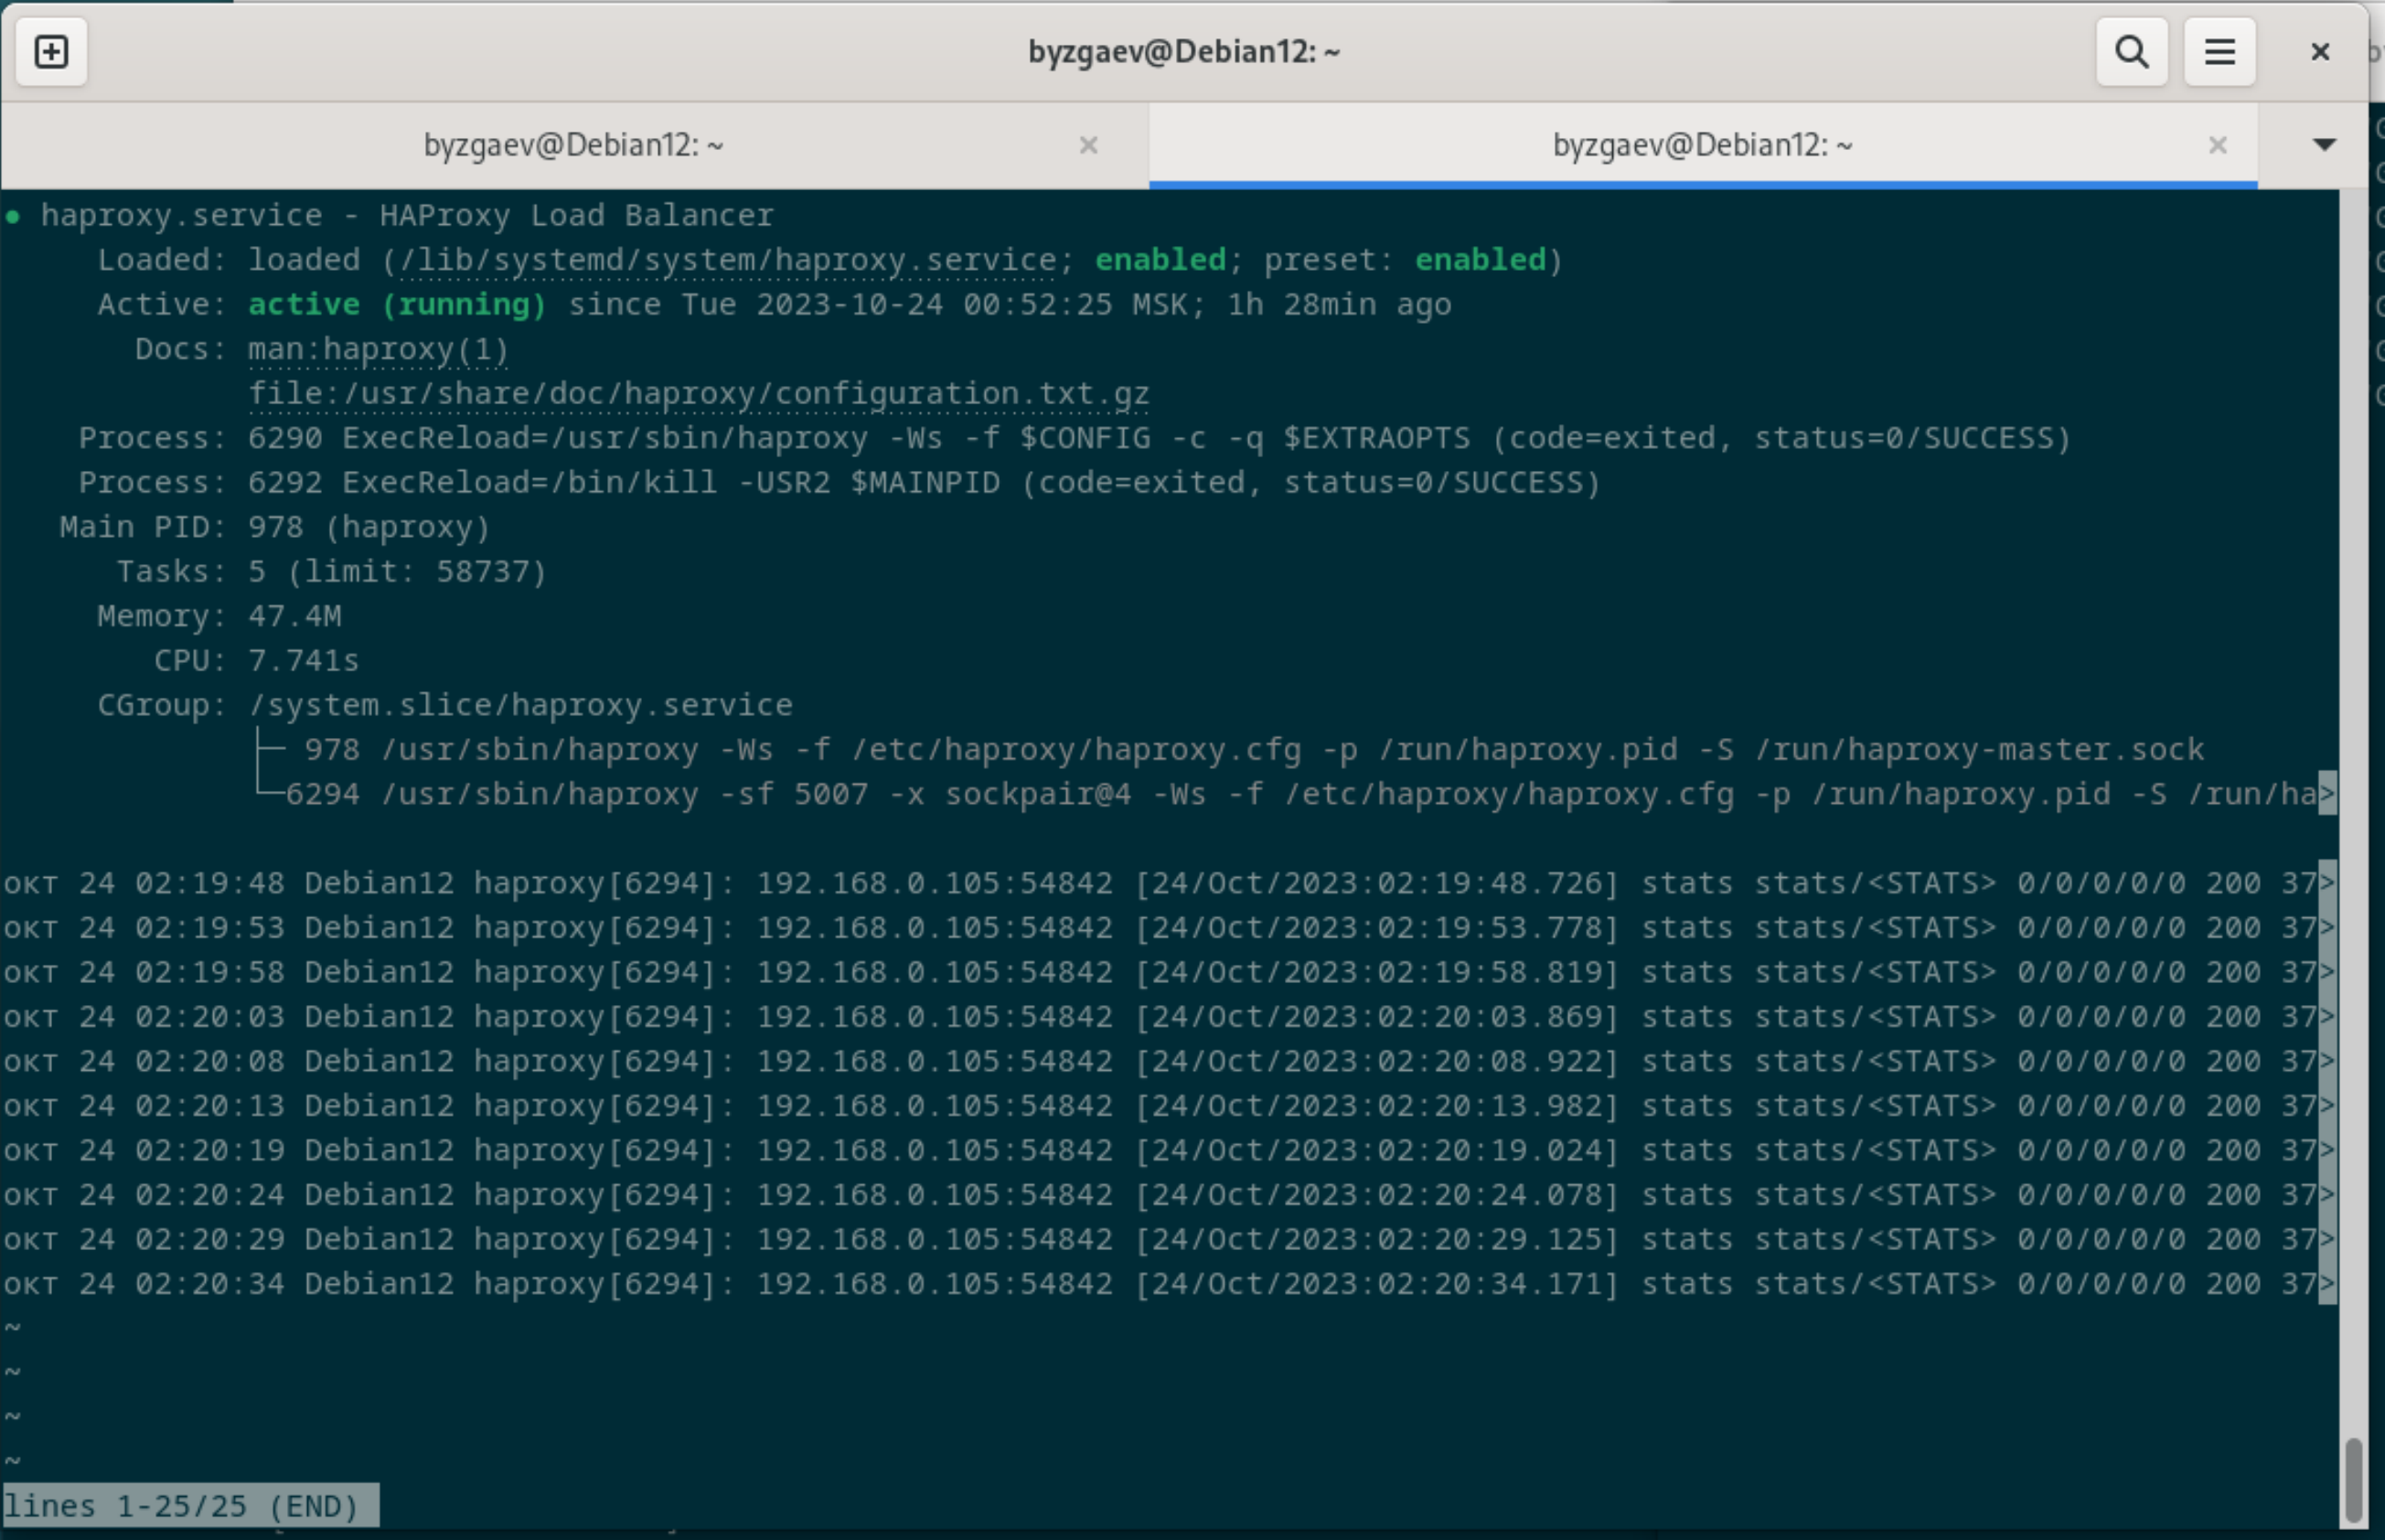 byzgaev@Debian12: ~
byzgaev@Debian12: ~
byzgaev@Debian12: ~
● haproxy.service - HAProxy Load Balancer
Loaded: loaded (/lib/systemd/system/haproxy.service; enabled; preset: enabled)
Active: active (running) since Tue 2023-10-24 00:52:25 MSK; 1h 28min ago
Docs: man:haproxy(1)
file:/usr/share/doc/haproxy/configuration.txt.gz
Process: 6290 ExecReload=/usr/sbin/haproxy -Ws -f $CONFIG -c -q $EXTRAOPTS (code=exited, status=0/SUCCESS)
Process: 6292 ExecReload=/bin/kill -USR2 $MAINPID (code=exited, status=0/SUCCESS)
Main PID: 978 (haproxy)
Tasks: 5 (limit: 58737)
Memory: 47.4M
CPU: 7.741s
CGroup: /system.slice/haproxy.service
├─ 978 /usr/sbin/haproxy -Ws -f /etc/haproxy/haproxy.cfg -p /run/haproxy.pid -S /run/haproxy-master.sock
└─6294 /usr/sbin/haproxy -sf 5007 -x sockpair@4 -Ws -f /etc/haproxy/haproxy.cfg -p /run/haproxy.pid -S /run/ha>
окт 24 02:19:48 Debian12 haproxy[6294]: 192.168.0.105:54842 [24/Oct/2023:02:19:48.726] stats stats/<STATS> 0/0/0/0/0 200 37>
окт 24 02:19:53 Debian12 haproxy[6294]: 192.168.0.105:54842 [24/Oct/2023:02:19:53.778] stats stats/<STATS> 0/0/0/0/0 200 37>
окт 24 02:19:58 Debian12 haproxy[6294]: 192.168.0.105:54842 [24/Oct/2023:02:19:58.819] stats stats/<STATS> 0/0/0/0/0 200 37>
окт 24 02:20:03 Debian12 haproxy[6294]: 192.168.0.105:54842 [24/Oct/2023:02:20:03.869] stats stats/<STATS> 0/0/0/0/0 200 37>
окт 24 02:20:08 Debian12 haproxy[6294]: 192.168.0.105:54842 [24/Oct/2023:02:20:08.922] stats stats/<STATS> 0/0/0/0/0 200 37>
окт 24 02:20:13 Debian12 haproxy[6294]: 192.168.0.105:54842 [24/Oct/2023:02:20:13.982] stats stats/<STATS> 0/0/0/0/0 200 37>
окт 24 02:20:19 Debian12 haproxy[6294]: 192.168.0.105:54842 [24/Oct/2023:02:20:19.024] stats stats/<STATS> 0/0/0/0/0 200 37>
окт 24 02:20:24 Debian12 haproxy[6294]: 192.168.0.105:54842 [24/Oct/2023:02:20:24.078] stats stats/<STATS> 0/0/0/0/0 200 37>
окт 24 02:20:29 Debian12 haproxy[6294]: 192.168.0.105:54842 [24/Oct/2023:02:20:29.125] stats stats/<STATS> 0/0/0/0/0 200 37>
окт 24 02:20:34 Debian12 haproxy[6294]: 192.168.0.105:54842 [24/Oct/2023:02:20:34.171] stats stats/<STATS> 0/0/0/0/0 200 37>
~
~
~
~
lines 1-25/25 (END)